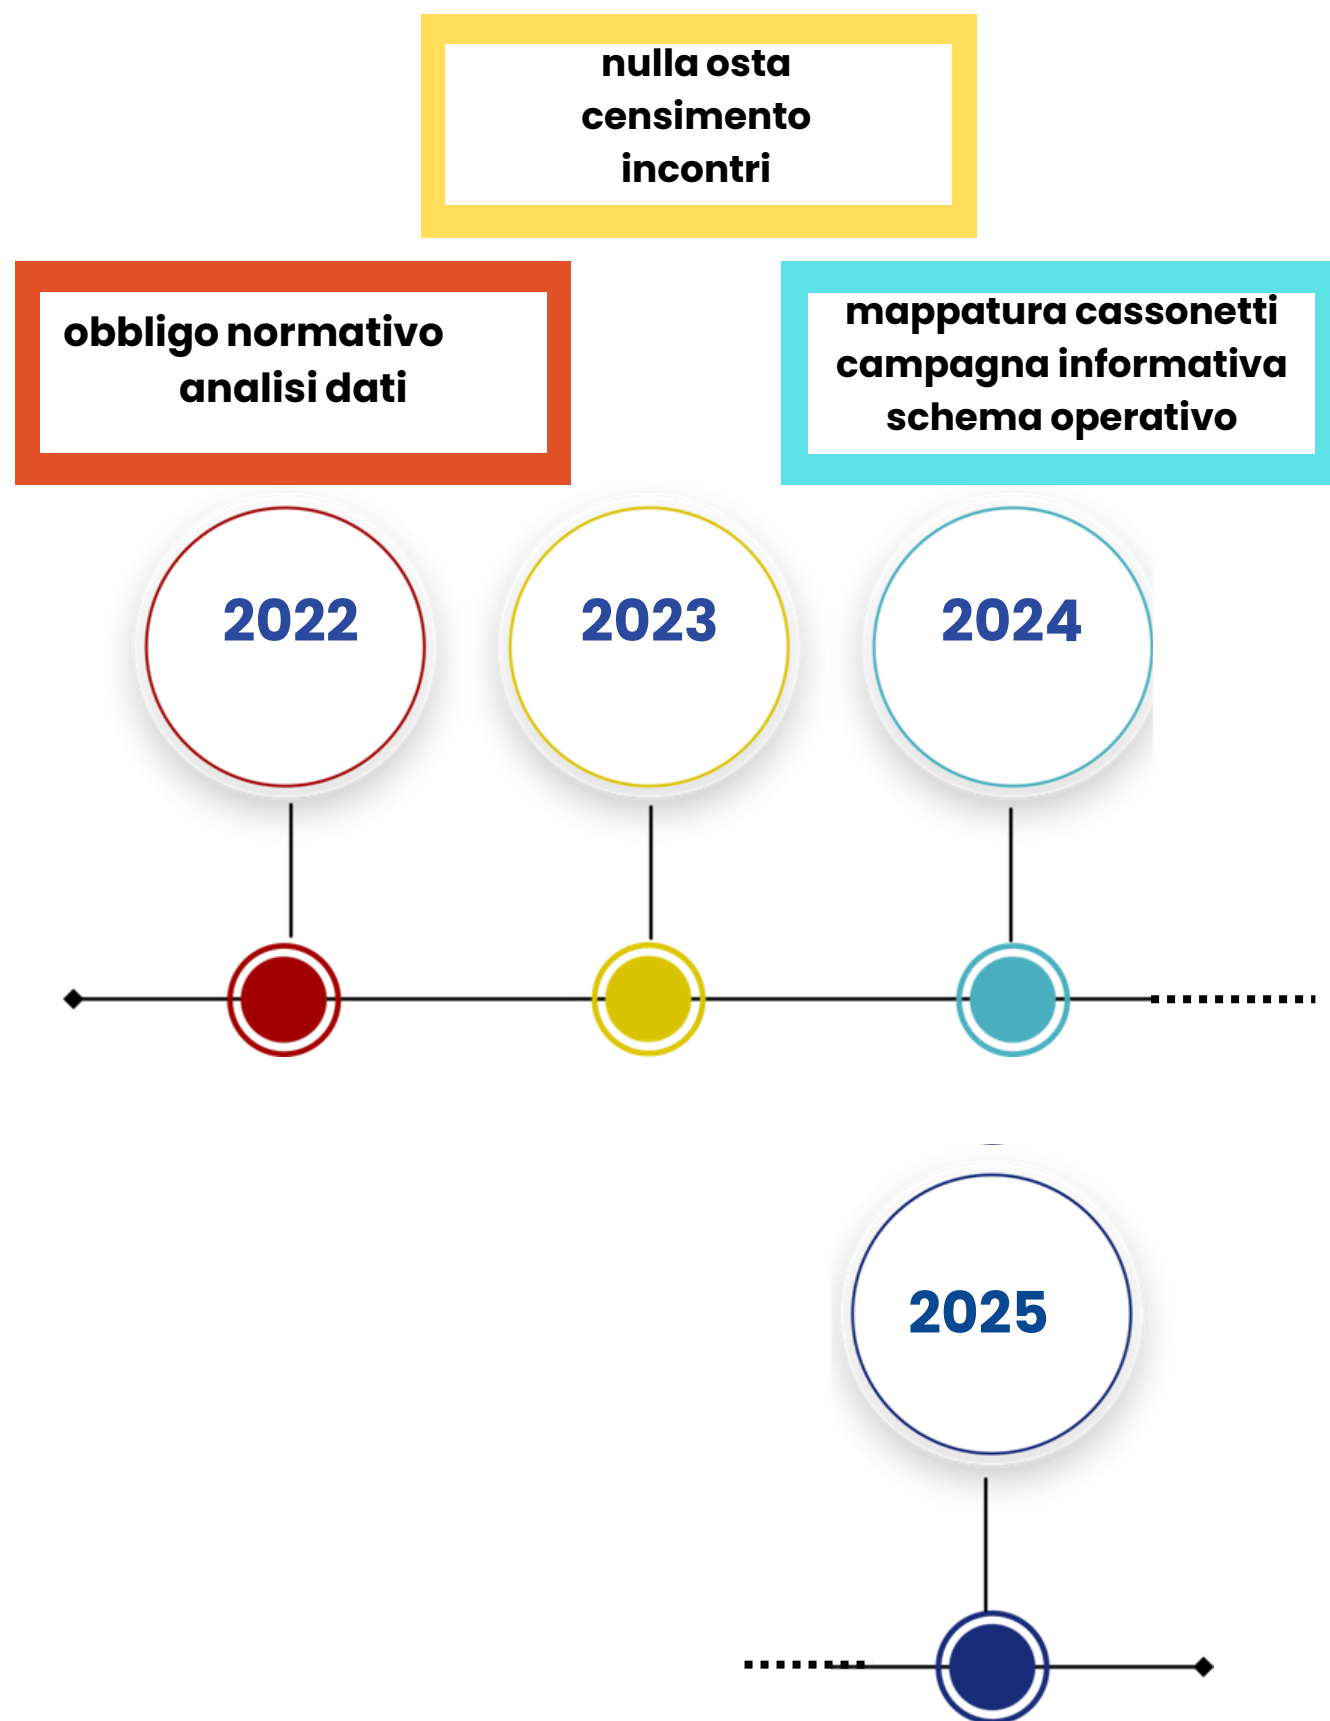 nulla osta
censimento
incontri
obbligo normativo
analisi dati
mappatura cassonetti
campagna informativa
schema operativo
2022
2023
2024
2025